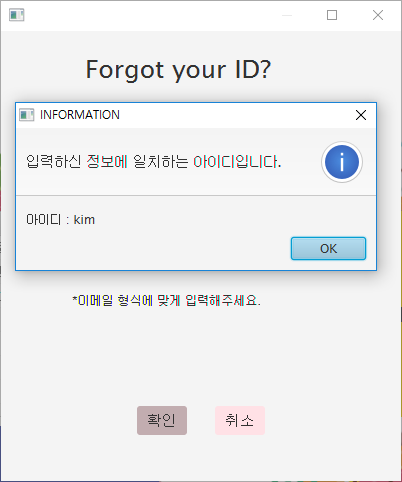 Forgot your ID?
INFORMATION
입력하신 정보에 일치하는 아이디입니다.
아이디 : kim
OK
*이메일 형식에 맞게 입력해주세요.
확인 취소